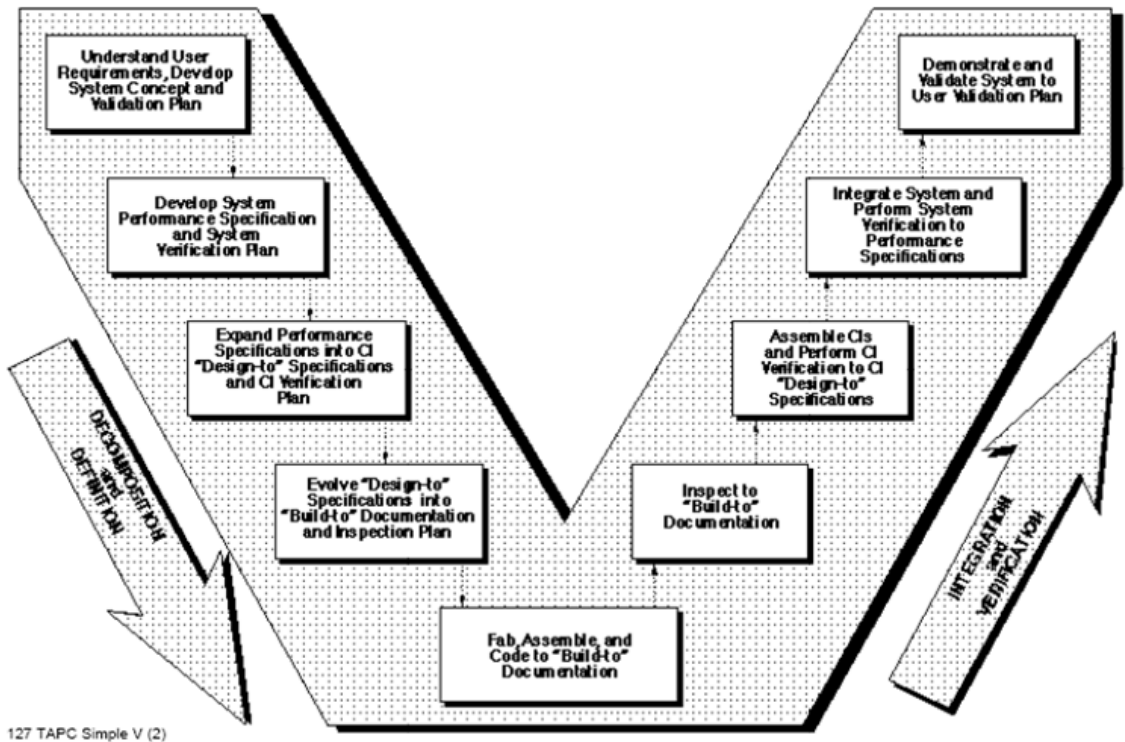 Understand User
Requirements, Develop
System Concept and
Validation Plan
Develop System
Performance Specification
and System
Verification Plan
Expand Performance
Specifications into CI
"Design-to" Specifications
and CI Verification
Plan
Evolve "Design-to"
Specifications into
"Build-to" Documentation
and Inspection Plan
Fab, Assemble, and
Code to "Build-to"
Documentation
Inspect to
"Build-to"
Documentation
Assemble CIs
and Perform CI
Verification to CI
"Design-to"
Specifications
Integrate System and
Perform System
Verification to
Performance
Specifications
Demonstrate and
Validate System to
User Validation Plan
DECOMPOSITION
and
DEFINITION
INTEGRATION
and
VERIFICATION
127 TAPC Simple V (2)